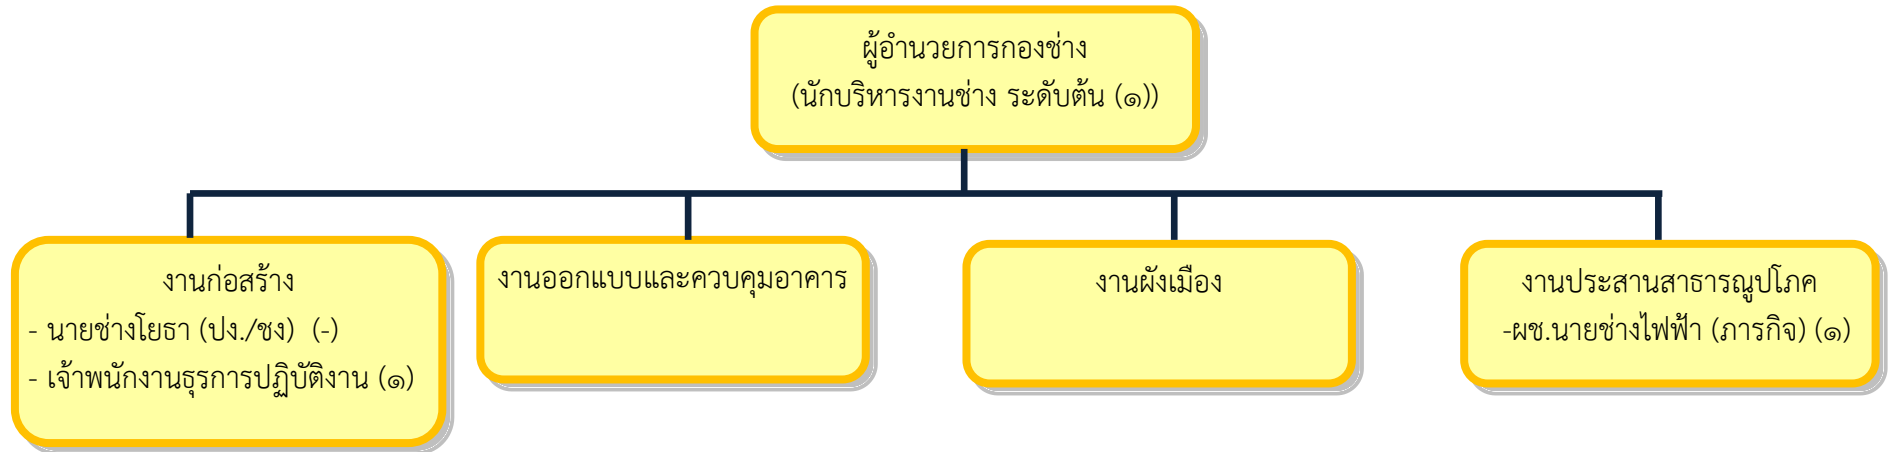 ผู้อำนวยการกองช่าง
(นักบริหารงานช่าง ระดับต้น (๑))
งานก่อสร้าง
- นายช่างโยธา (ปง./ชง) (-)
- เจ้าพนักงานธุรการปฏิบัติงาน (๑)
งานออกแบบและควบคุมอาคาร
งานผังเมือง
งานประสานสาธารณูปโภค
-ผช.นายช่างไฟฟ้า (ภารกิจ) (๑)